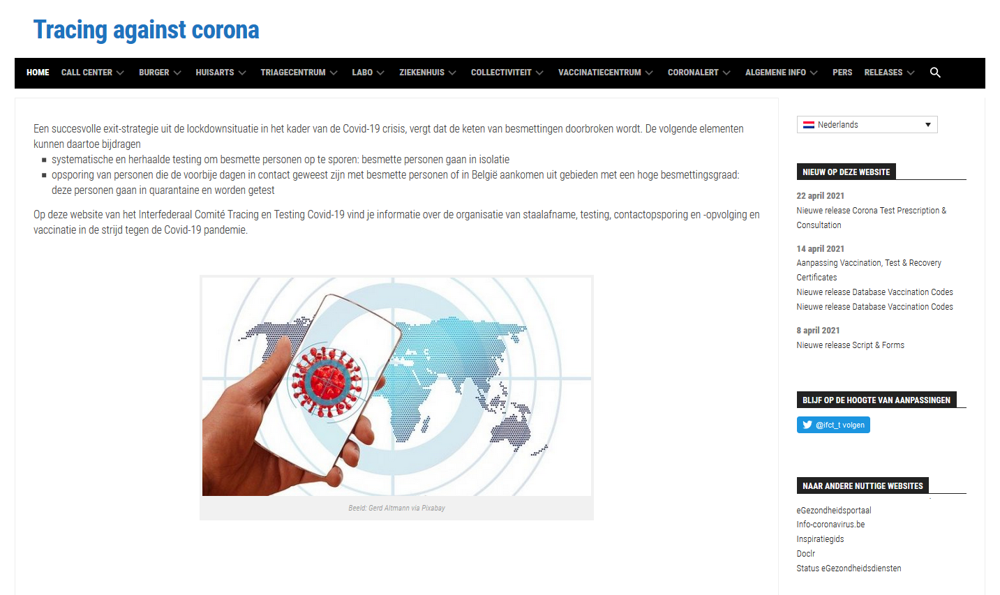 Tracing against corona
HOME CALL CENTER BURGER HUISARTS TRIAGECENTRUM LABO ZIEKENHUIS COLLECTIVITEIT VACCINATIECENTRUM CORONALERT ALGEMENE INFO PERS RELEASES
Een succesvolle exit-strategie uit de lockdownsituatie in het kader van de Covid-19 crisis, vergt dat de keten van besmettingen doorbroken wordt. De volgende elementen
kunnen daartoe bijdragen
systematische en herhaalde testing om besmette personen op te sporen: besmette personen gaan in isolatie
opsporing van personen die de voorbije dagen in contact geweest zijn met besmette personen of in België aankomen uit gebieden met een hoge besmettingsgraad:
deze personen gaan in quarantaine en worden getest
Op deze website van het Interfederaal Comité Tracing en Testing Covid-19 vind je informatie over de organisatie van staalafname, testing, contactopsporing en -opvolging en
vaccinatie in de strijd tegen de Covid-19 pandemie.
Beeld: Gerd Altmann via Pixabay
Nederlands
NIEUW OP DEZE WEBSITE
22 april 2021
Nieuwe release Corona Test Prescription &
Consultation
14 april 2021
Aanpassing Vaccination, Test & Recovery
Certificates
Nieuwe release Database Vaccination Codes
Nieuwe release Database Vaccination Codes
8 april 2021
Nieuwe release Script & Forms
BLIJF OP DE HOOGTE VAN AANPASSINGEN
@ifct_t volgen
NAAR ANDERE NUTTIGE WEBSITES
eGezondheidsportaal
Info-coronavirus.be
Inspiratiegids
Doclr
Status eGezondheidsdiensten